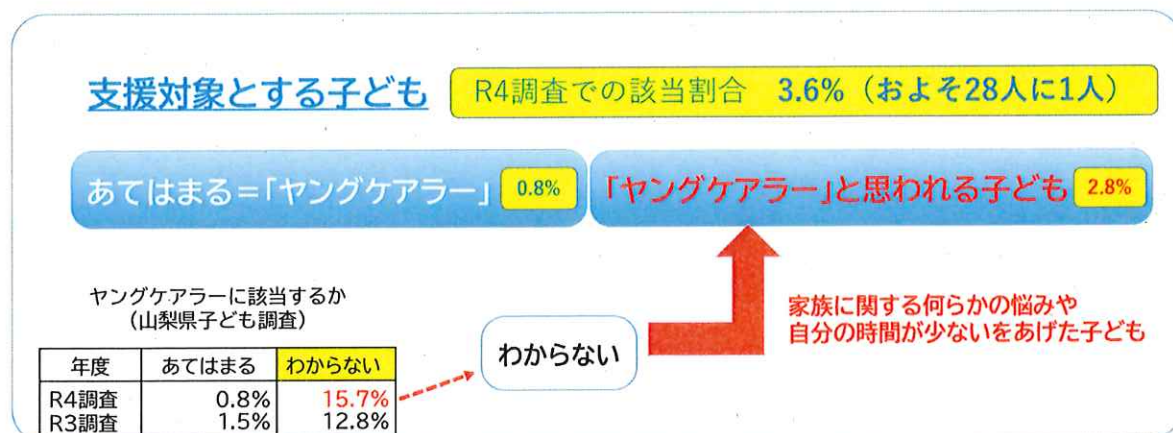 支援対象とする子ども
R4調査での該当割合 3.6%（およそ28人に1人）
あてはまる＝「ヤングケアラー」 0.8%
「ヤングケアラー」と思われる子ども 2.8%
家族に関する何らかの悩みや
自分の時間が少ないをあげた子ども
わからない
ヤングケアラーに該当するか
（山梨県子ども調査）
年度 あてはまる わからない
R4調査 0.8% 15.7%
R3調査 1.5% 12.8%